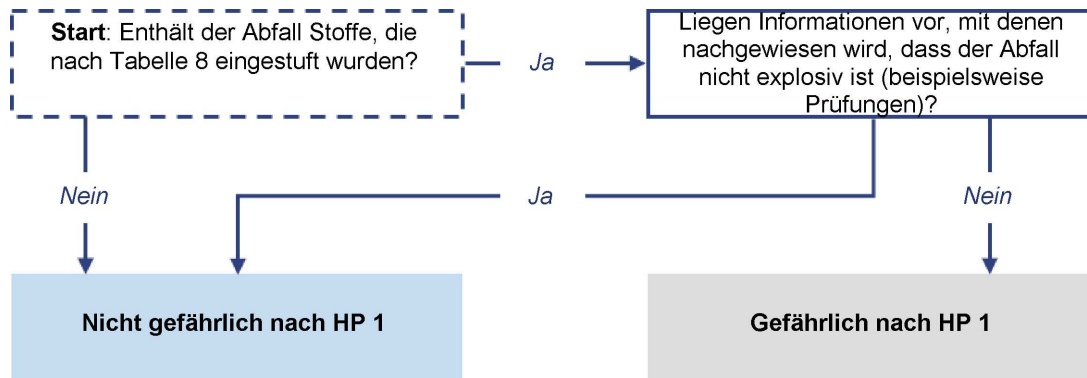 Start: Enthält der Abfall Stoffe, die
nach Tabelle 8 eingestuft wurden?
Ja
Liegen Informationen vor, mit denen
nachgewiesen wird, dass der Abfall
nicht explosiv ist (beispielsweise
Prüfungen)?
Nein
Ja
Nein
Nicht gefährlich nach HP 1
Gefährlich nach HP 1